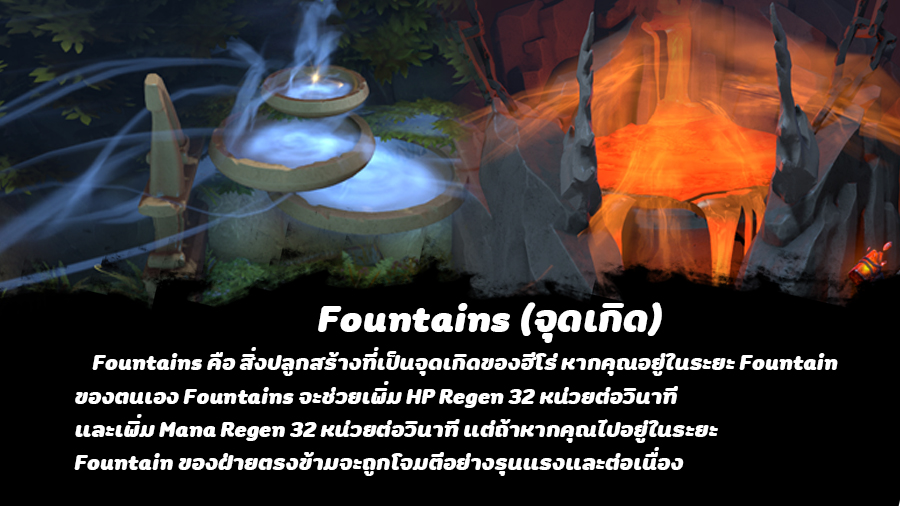 Fountains (จุดเกิด)
Fountains คือ สิ่งปลูกสร้างที่เป็นจุดเกิดของฮีโร่ หากคุณอยู่ในระยะ Fountain
ของตนเอง Fountains จะช่วยเพิ่ม HP Regen 32 หน่วยต่อวินาที
และเพิ่ม Mana Regen 32 หน่วยต่อวินาที แต่ถ้าหากคุณไปอยู่ในระยะ
Fountain ของฝ่ายตรงข้ามจะถูกโจมตีอย่างรุนแรงและต่อเนื่อง